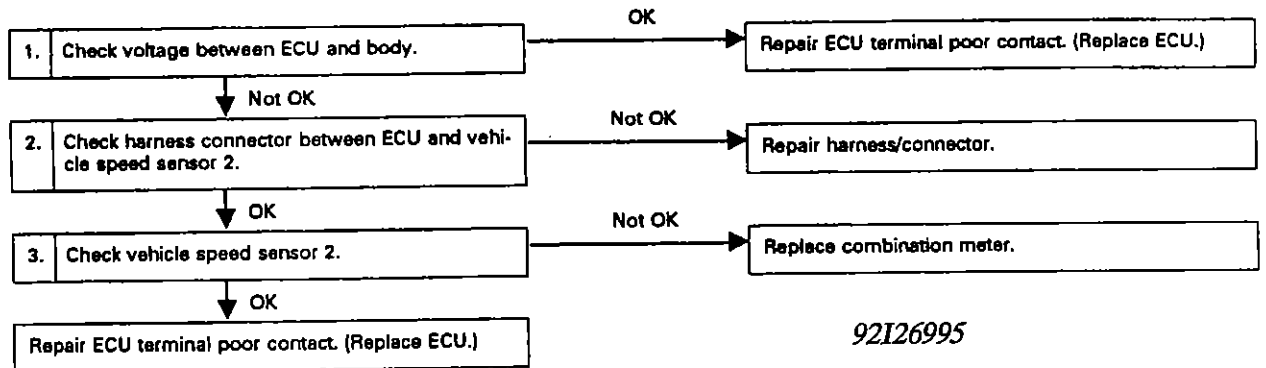 OK
1. Check voltage between ECU and body.
Repair ECU terminal poor contact. (Replace ECU.)
Not OK
2. Check harness connector between ECU and vehi-
cle speed sensor 2.
Not OK
Repair harness/connector.
OK
3. Check vehicle speed sensor 2.
Not OK
Replace combination meter.
OK
Repair ECU terminal poor contact. (Replace ECU.)
92I26995